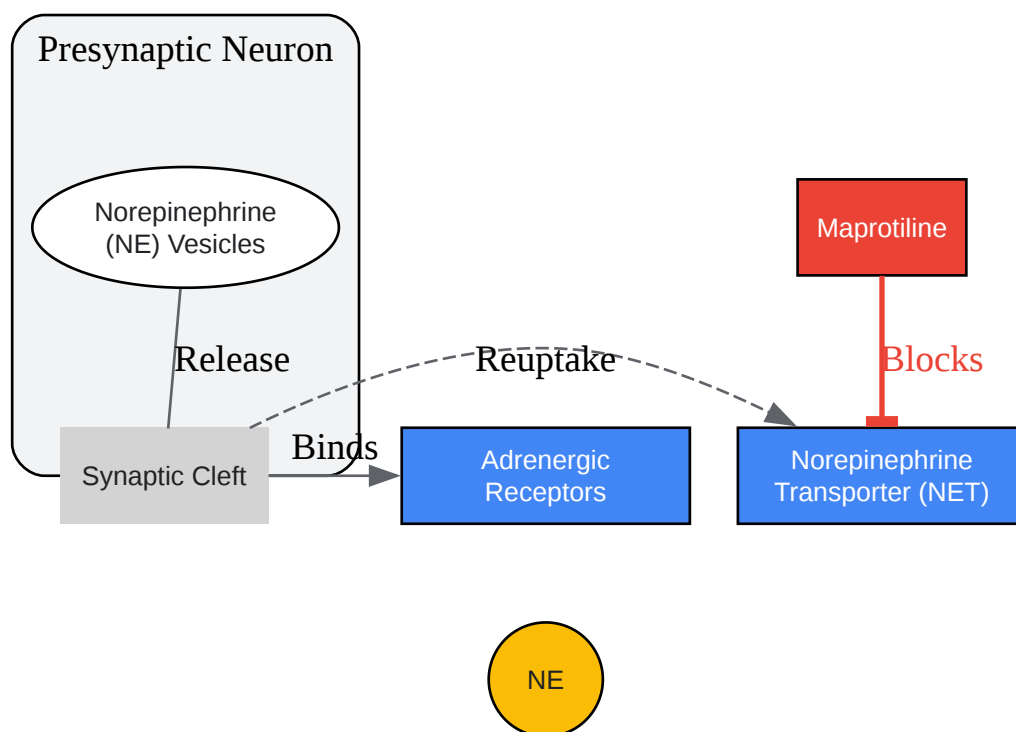 Presynaptic Neuron
Norepinephrine
(NE) Vesicles
Maprotiline
Release
Reuptake
Blocks
Binds
Synaptic Cleft
Adrenergic
Receptors
Norepinephrine
Transporter (NET)
NE